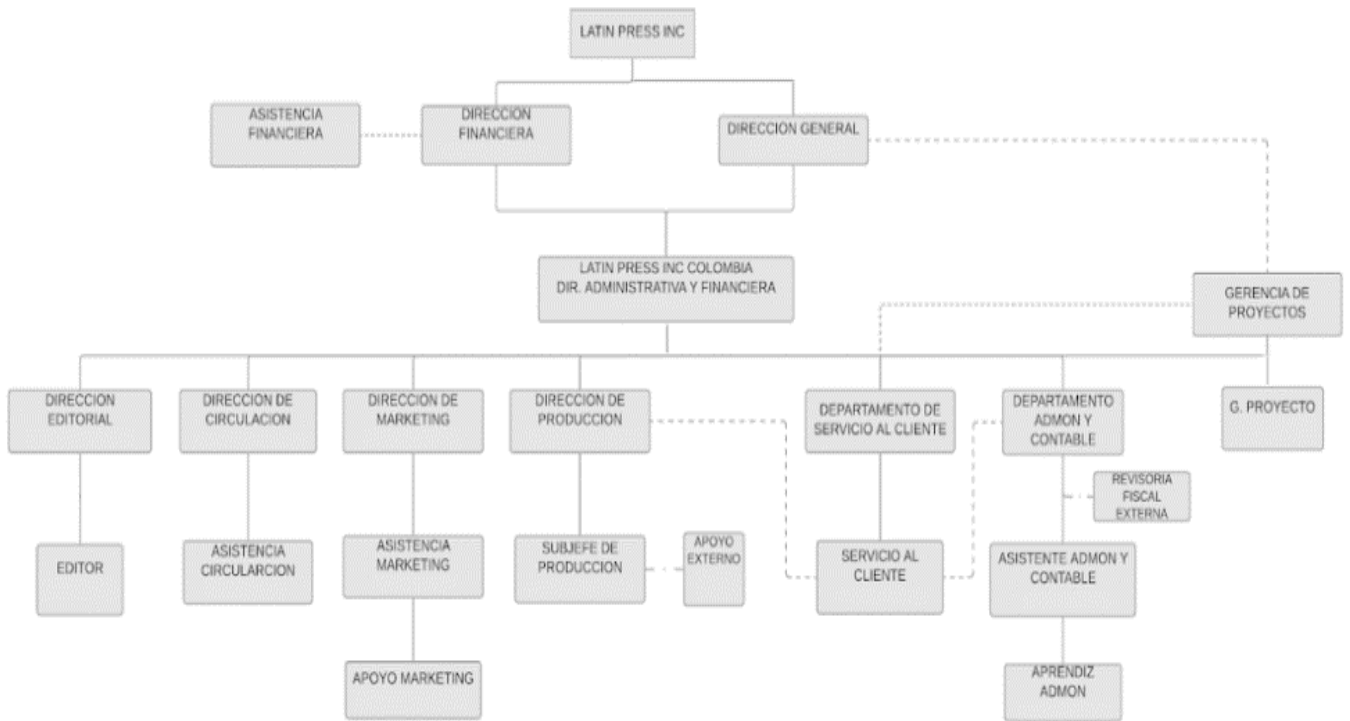 LATIN PRESS INC
ASISTENCIA
FINANCIERA
DIRECCION
FINANCIERA
DIRECCION GENERAL
LATIN PRESS INC COLOMBIA
DIR. ADMINISTRATIVA Y FINANCIERA
GERENCIA DE
PROYECTOS
DIRECCION
EDITORIAL
DIRECCION DE
CIRCULACION
DIRECCION DE
MARKETING
DIRECCION DE
PRODUCCION
DEPARTAMENTO DE
SERVICIO AL CLIENTE
DEPARTAMENTO
ADMON Y
CONTABLE
G. PROYECTO
REVISORIA
FISCAL
EXTERNA
EDITOR
ASISTENCIA
CIRCULARCION
ASISTENCIA
MARKETING
SUBJEFE DE
PRODUCCION
APOYO
EXTERNO
SERVICIO AL
CLIENTE
ASISTENTE ADMON Y
CONTABLE
APOYO MARKETING
APRENDIZ
ADMON